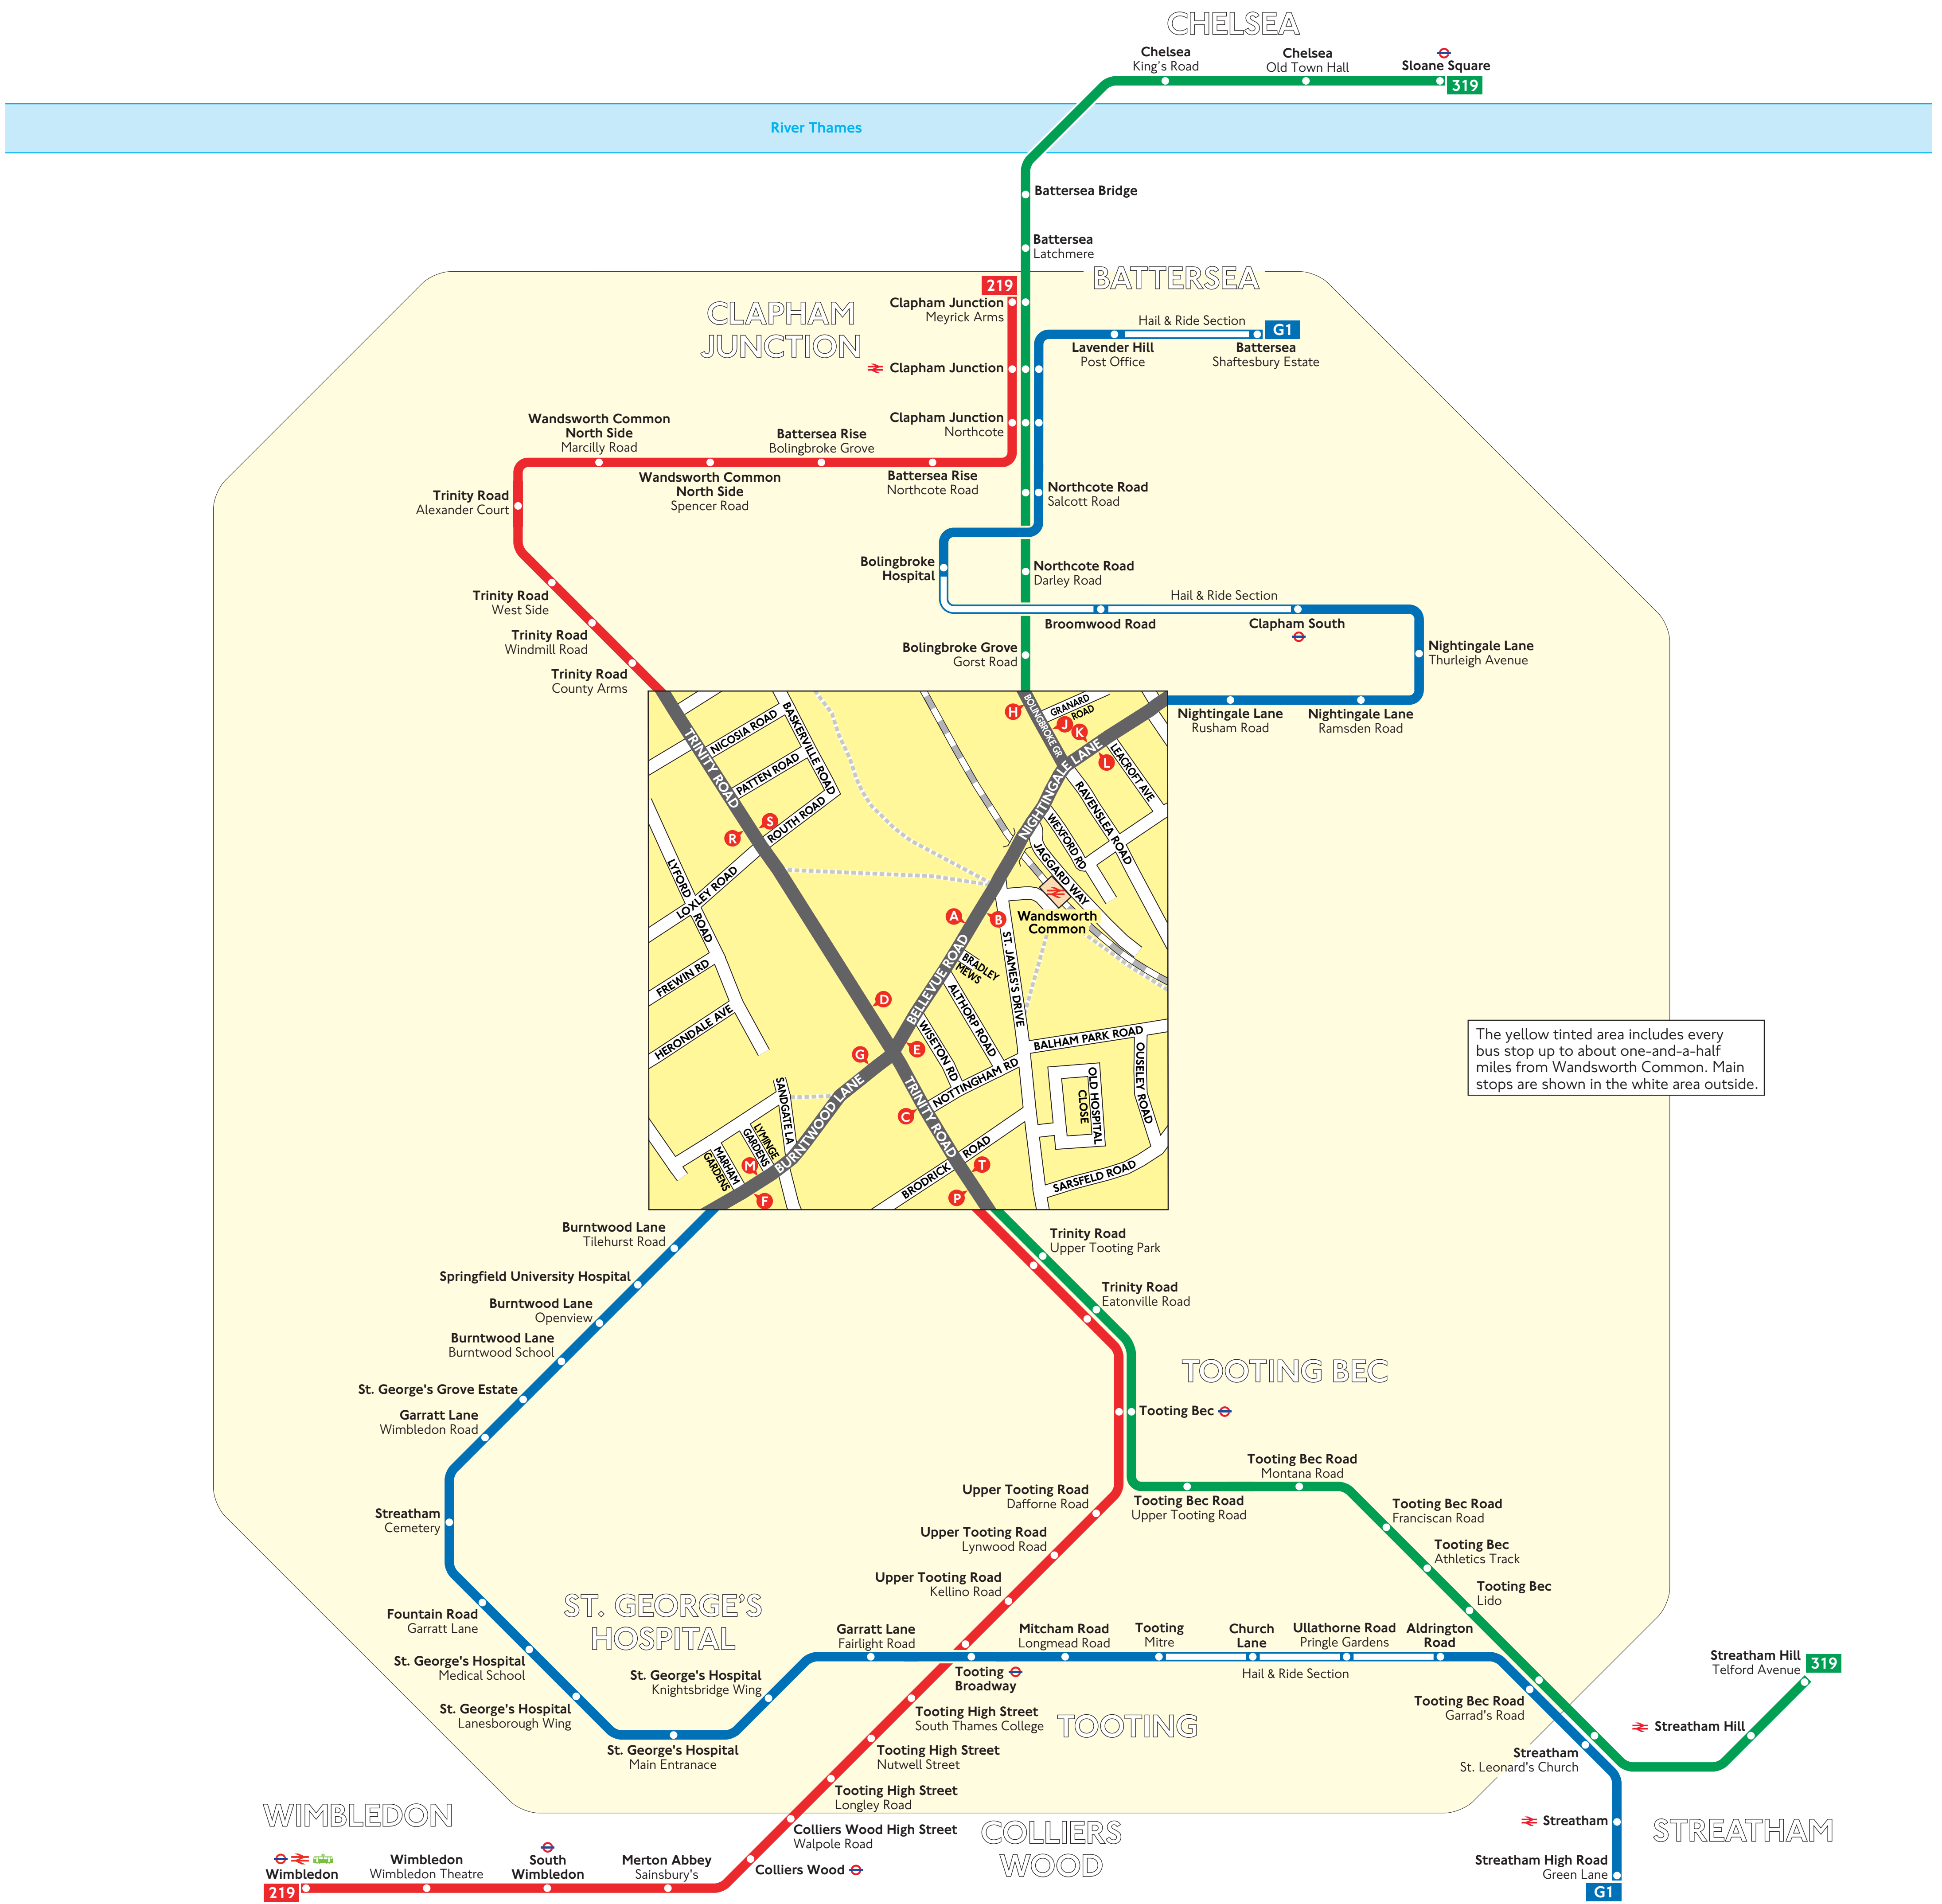 CHELSEA
Chelsea
King's Road
Chelsea
Old Town Hall
Sloane Square
319
River Thames
Battersea Bridge
Battersea
Latchmere
BATTERSEA
CLAPHAM
JUNCTION
219
Clapham Junction
Meyrick Arms
Hail & Ride Section
G1
Lavender Hill
Post Office
Battersea
Shaftesbury Estate
Clapham Junction
Clapham Junction
Northcote
Wandsworth Common
North Side
Marcilly Road
Battersea Rise
Bolingbroke Grove
Wandsworth Common
North Side
Spencer Road
Battersea Rise
Northcote Road
Trinity Road
Alexander Court
Northcote Road
Salcott Road
Bolingbroke
Hospital
Northcote Road
Darley Road
Trinity Road
West Side
Hail & Ride Section
Broomwood Road
Clapham South
Trinity Road
Windmill Road
Bolingbroke Grove
Gorst Road
Nightingale Lane
Thurleigh Avenue
Trinity Road
County Arms
Nightingale Lane
Rusham Road
Nightingale Lane
Ramsden Road
TRINITY ROAD
NICOSIA ROAD
BASKERVILLE ROAD
PATTEN ROAD
ROUTH ROAD
H
BOLINGBROKE GR
GRANARD
ROAD
J
K
L
NIGHTINGALE LANE
LEACROFT AVE
RAVENSLEA ROAD
WEXFORD RD
JAGGARD WAY
S
R
LYFORD ROAD
LOXLEY ROAD
A
B
Wandsworth
Common
BELLEVUE ROAD
BRADLEY
MEWS
ST. JAMES'S DRIVE
FREWIN RD
HERONDALE AVE
D
ALTHORP ROAD
WISETON RD
E
G
BALHAM PARK ROAD
NOTTINGHAM RD
OUSELEY ROAD
OLD HOSPITAL
CLOSE
SANDGATE LA
BURNTWOOD LANE
TRINITY ROAD
C
LYMINGE
GARDENS
MARHAM
GARDENS
M
F
BRODRICK ROAD
T
P
SARSFELD ROAD
The yellow tinted area includes every
bus stop up to about one-and-a-half
miles from Wandsworth Common. Main
stops are shown in the white area outside.
Burntwood Lane
Tilehurst Road
Trinity Road
Upper Tooting Park
Springfield University Hospital
Trinity Road
Eatonville Road
Burntwood Lane
Openview
Burntwood Lane
Burntwood School
TOOTING BEC
St. George's Grove Estate
Tooting Bec
Garratt Lane
Wimbledon Road
Tooting Bec Road
Montana Road
Upper Tooting Road
Dafforne Road
Tooting Bec Road
Upper Tooting Road
Tooting Bec Road
Franciscan Road
Streatham
Cemetery
Upper Tooting Road
Lynwood Road
Tooting Bec
Athletics Track
Upper Tooting Road
Kellino Road
Tooting Bec
Lido
ST. GEORGE'S
HOSPITAL
Fountain Road
Garratt Lane
Garratt Lane
Fairlight Road
Mitcham Road
Longmead Road
Tooting
Mitre
Church
Lane
Ullathorne Road
Pringle Gardens
Aldrington
Road
Hail & Ride Section
St. George's Hospital
Medical School
St. George's Hospital
Knightsbridge Wing
Tooting
Broadway
Streatham Hill
Telford Avenue
319
St. George's Hospital
Lanesborough Wing
Tooting High Street
South Thames College
TOOTING
Tooting Bec Road
Garrad's Road
Streatham Hill
St. George's Hospital
Main Entranace
Tooting High Street
Nutwell Street
Streatham
St. Leonard's Church
Tooting High Street
Longley Road
WIMBLEDON
Colliers Wood High Street
Walpole Road
COLLIERS
WOOD
Streatham
STREATHAM
Wimbledon
219
Wimbledon
Wimbledon Theatre
South
Wimbledon
Merton Abbey
Sainsbury's
Colliers Wood
Streatham High Road
Green Lane
G1